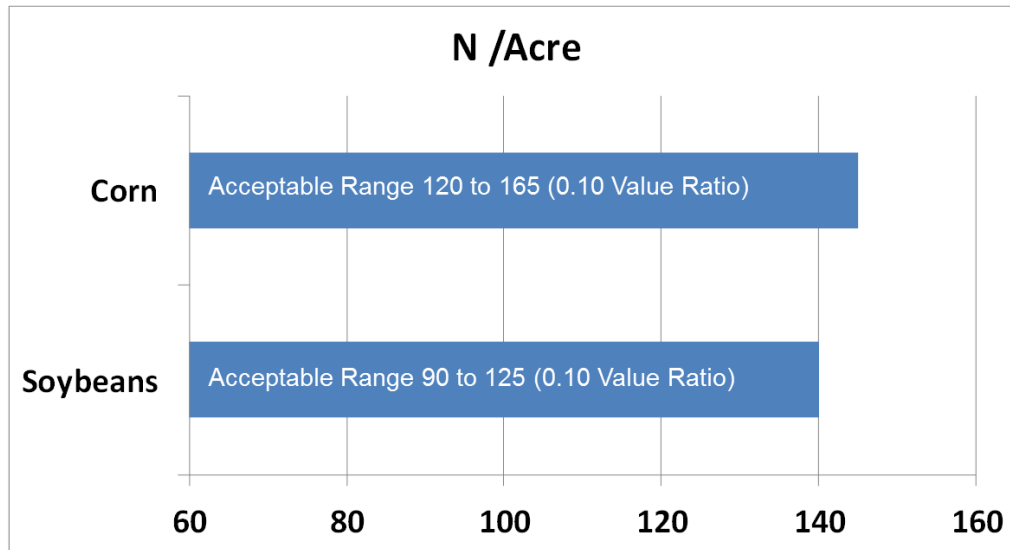 N /Acre
Corn
Acceptable Range 120 to 165 (0.10 Value Ratio)
Soybeans
Acceptable Range 90 to 125 (0.10 Value Ratio)
60 80 100 120 140 160